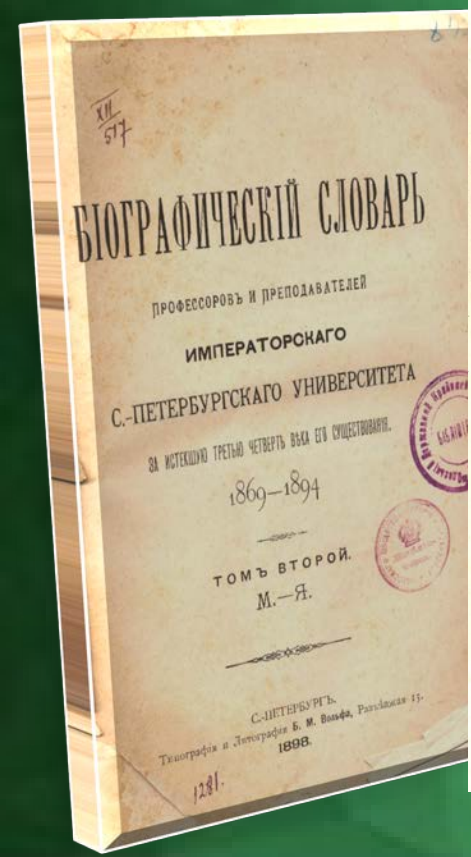 XII
517
БІОГРАФИЧЕСКІЙ СЛОВАРЬ
ПРОФЕССОРОВЪ И ПРЕПОДАВАТЕЛЕЙ
ИМПЕРАТОРСКАГО
С.-ПЕТЕРБУРГСКАГО УНИВЕРСИТЕТА
ЗА ИСТЕКШУЮ ТРЕТЬЮ ЧЕТВЕРТЬ ВѢКА ЕГО СУЩЕСТВОВАНІЯ.
1869—1894
ТОМЪ ВТОРОЙ.
М.—Я.
С.-ПЕТЕРБУРГЪ.
Типографія и Литографія Б. М. Вольфа, Разъѣзжая 15.
1898.
1281.